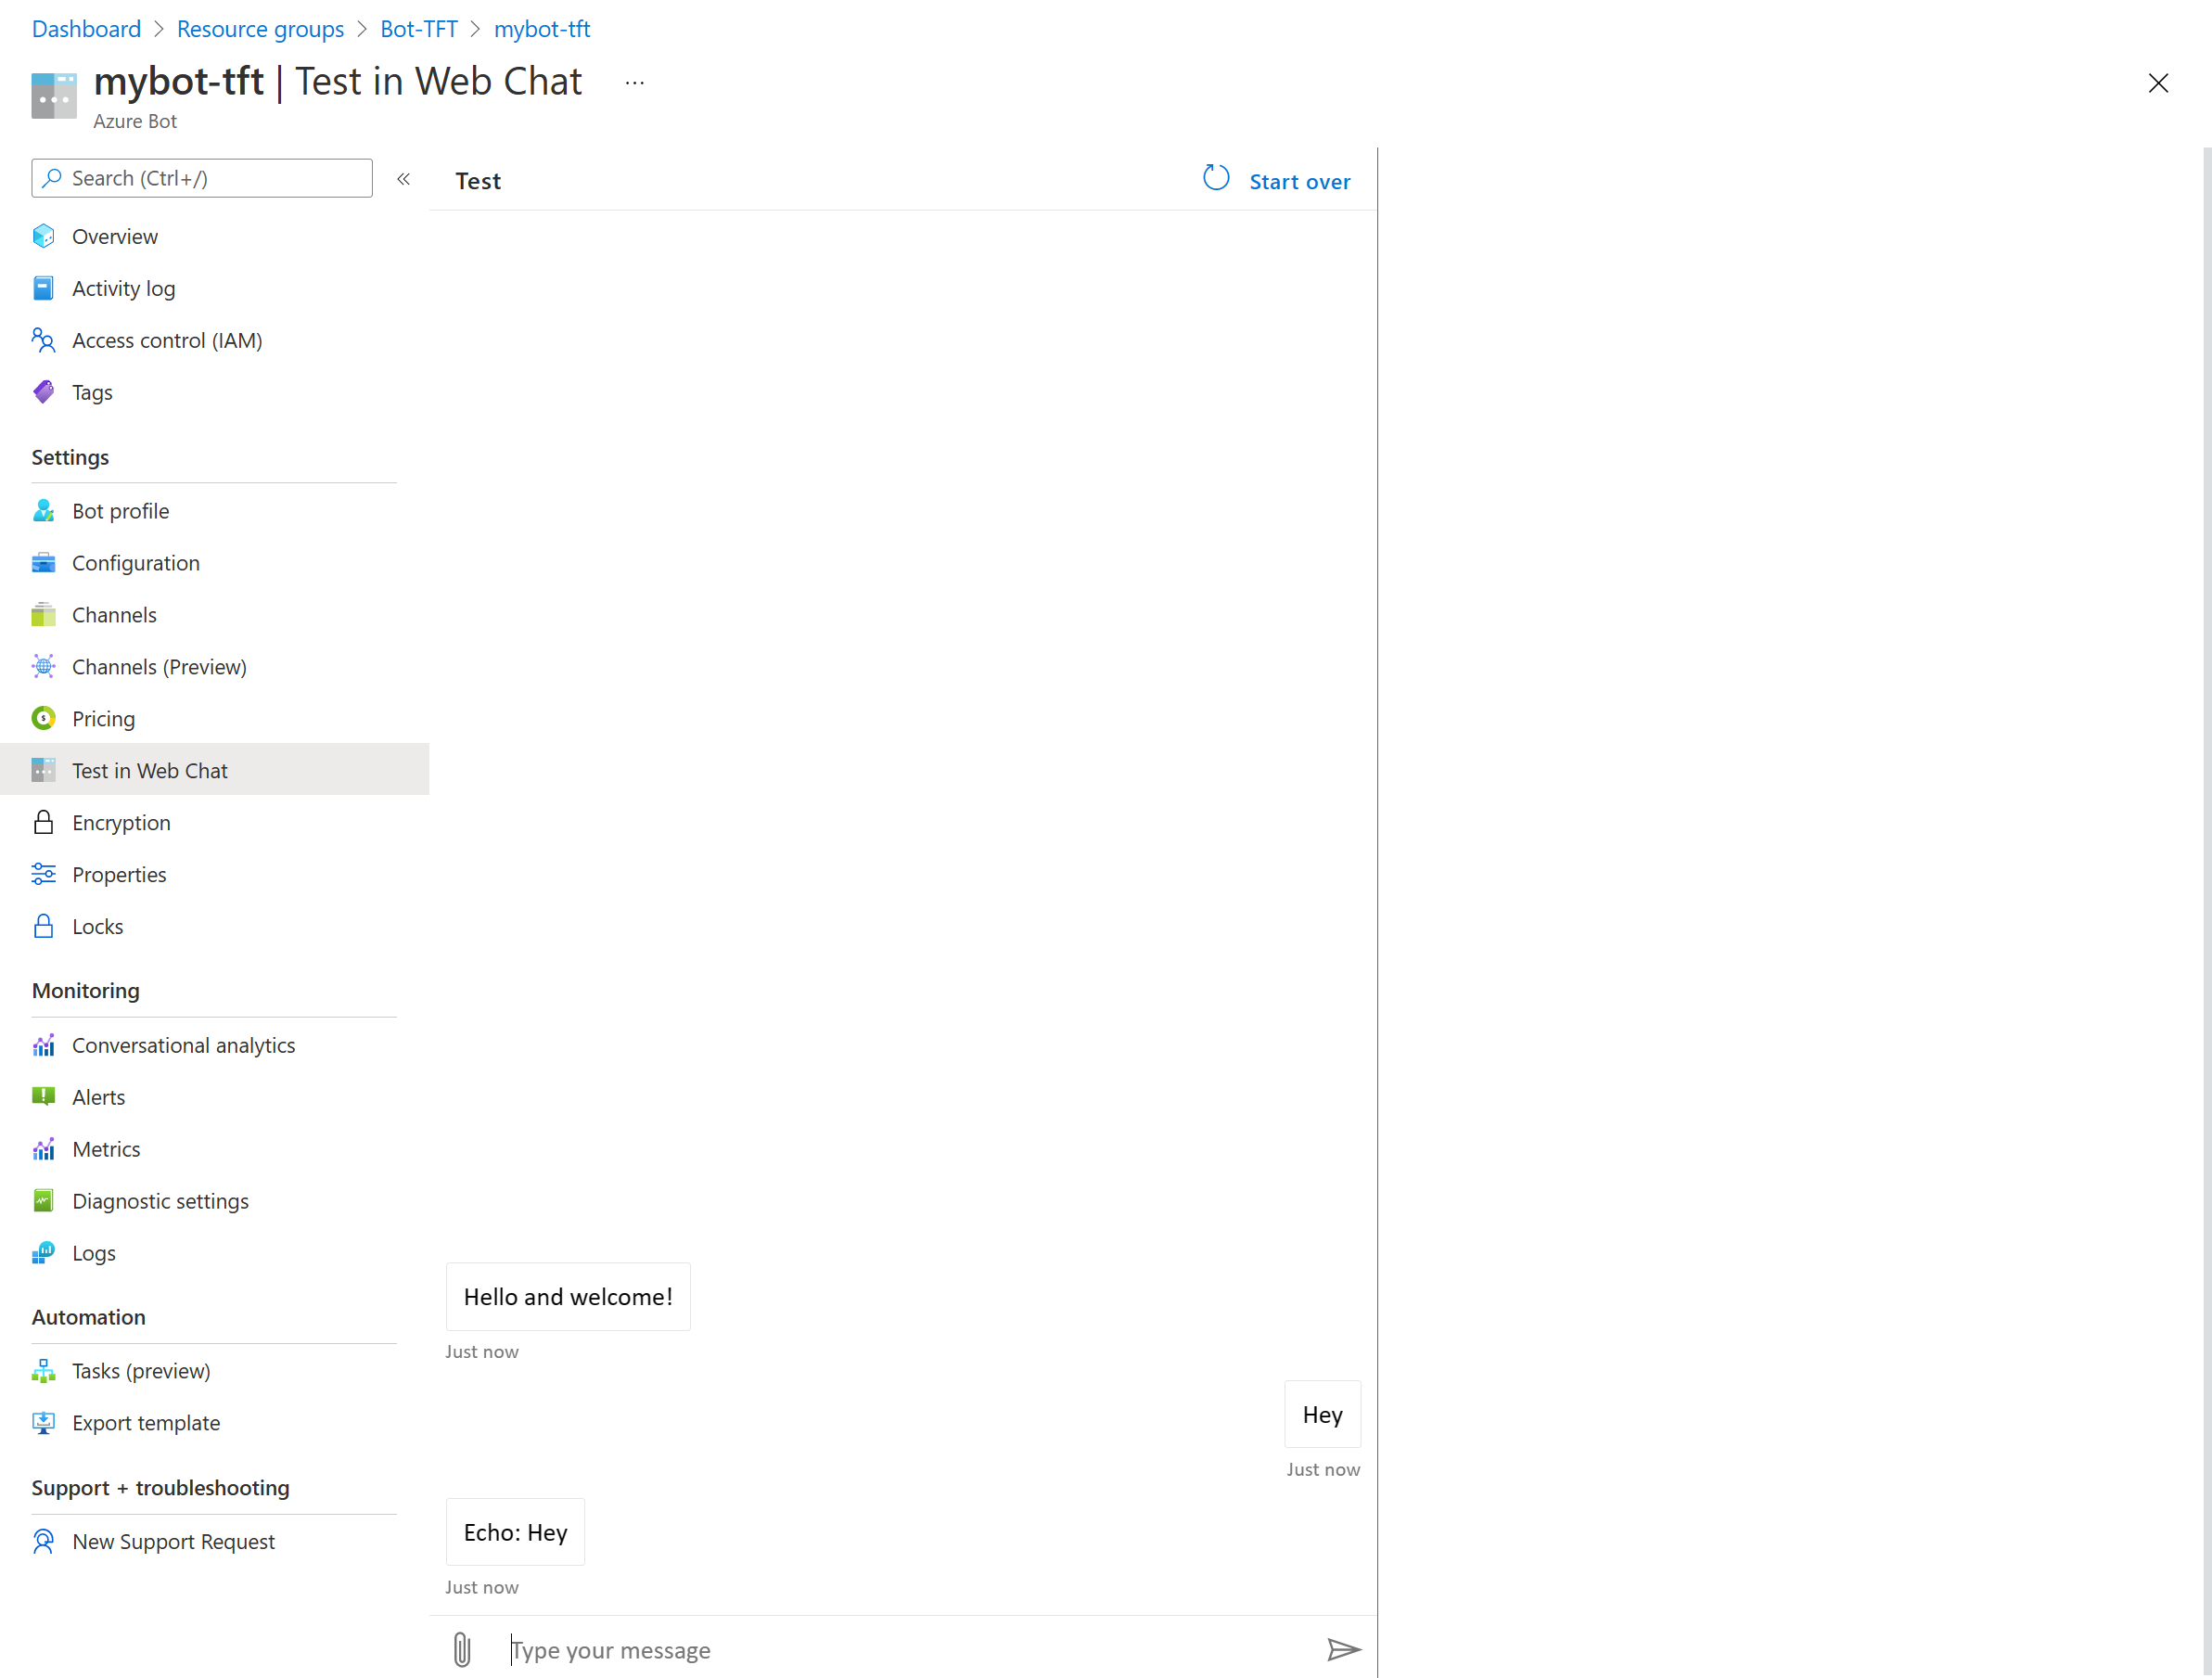 Dashboard > Resource groups > Bot-TFT > mybot-tft
mybot-tft | Test in Web Chat ...
Azure Bot
Search (Ctrl+/)
«
Overview
Activity log
Access control (IAM)
Tags
Settings
Bot profile
Configuration
Channels
Channels (Preview)
Pricing
Test in Web Chat
Encryption
Properties
Locks
Monitoring
Conversational analytics
Alerts
Metrics
Diagnostic settings
Logs
Automation
Tasks (preview)
Export template
Support + troubleshooting
New Support Request
Test
Start over
Hello and welcome!
Just now
Hey
Just now
Echo: Hey
Just now
Type your message